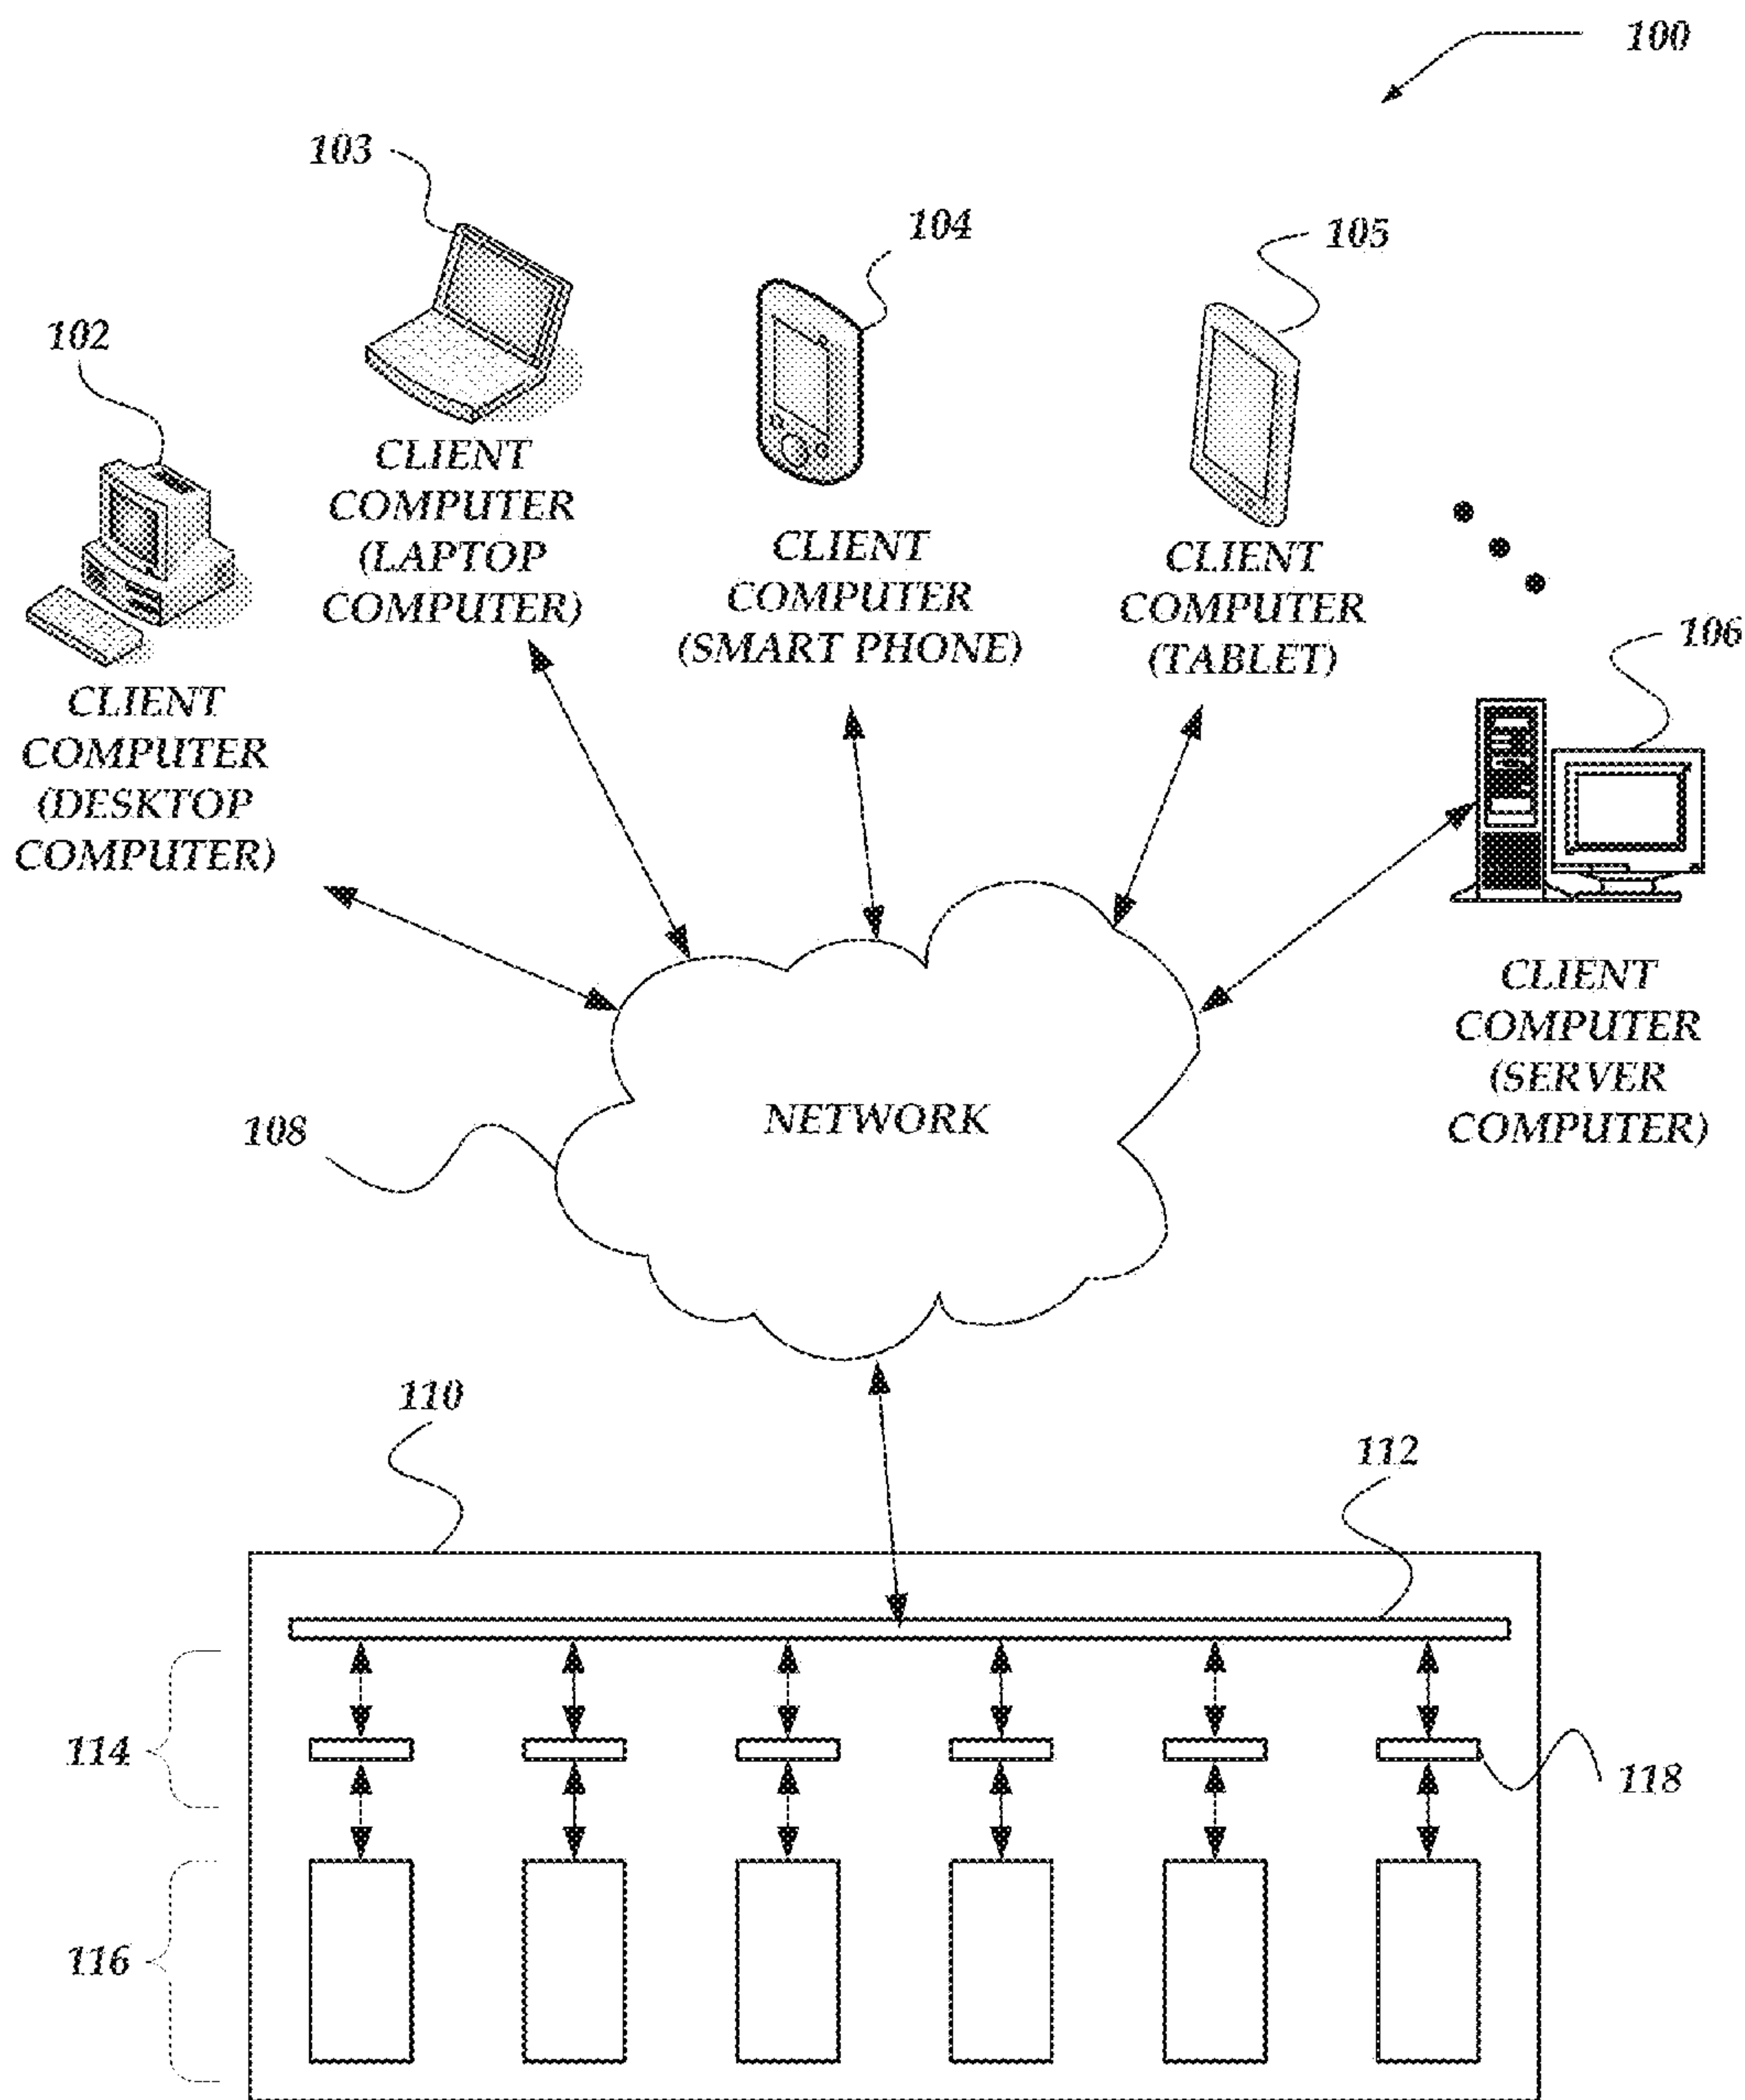 100
103
104
105
102
CLIENT
COMPUTER
(LAPTOP
COMPUTER)
CLIENT
COMPUTER
(SMART PHONE)
CLIENT
COMPUTER
(TABLET)
106
CLIENT
COMPUTER
(DESKTOP
COMPUTER)
CLIENT
COMPUTER
(SERVER
COMPUTER)
108
NETWORK
110
112
114
118
116